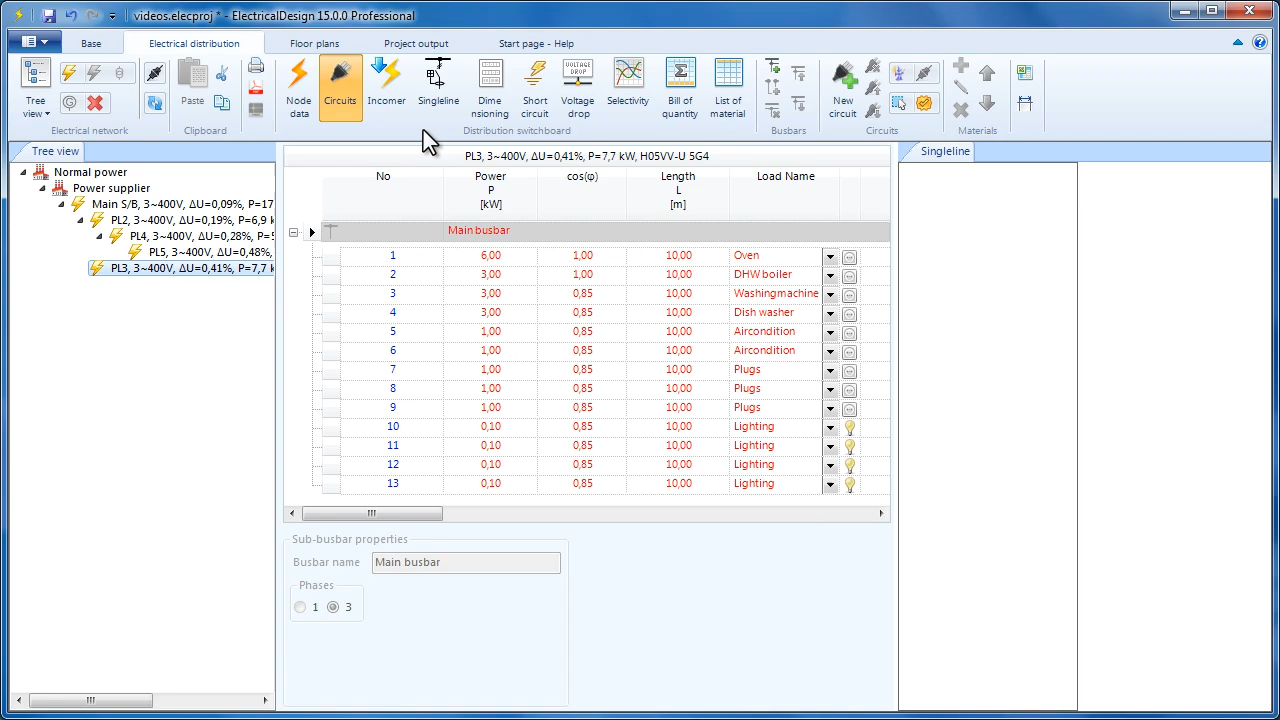 videos.elecproj * - ElectricalDesign 15.0.0 Professional
Base
Electrical distribution
Floor plans
Project output
Start page - Help
Tree view
Paste
Node data
Circuits
Incomer
Singleline
Dime nsioning
Short circuit
VOLTAGE DROP
Voltage drop
Selectivity
Bill of quantity
List of material
New circuit
Electrical network
Clipboard
Distribution switchboard
Busbars
Circuits
Materials
Tree view
Normal power
Power supplier
Main S/B, 3~400V, ΔU=0,09%, P=17
PL2, 3~400V, ΔU=0,19%, P=6,9 k
PL4, 3~400V, ΔU=0,28%, P=5
PL5, 3~400V, ΔU=0,48%,
PL3, 3~400V, ΔU=0,41%, P=7,7 k
PL3, 3~400V, ΔU=0,41%, P=7,7 kW, H05VV-U 5G4
No Power P [kW] cos(φ) Length L [m] Load Name
Main busbar
1 6,00 1,00 10,00 Oven
2 3,00 1,00 10,00 DHW boiler
3 3,00 0,85 10,00 Washingmachine
4 3,00 0,85 10,00 Dish washer
5 1,00 0,85 10,00 Aircondition
6 1,00 0,85 10,00 Aircondition
7 1,00 0,85 10,00 Plugs
8 1,00 0,85 10,00 Plugs
9 1,00 0,85 10,00 Plugs
10 0,10 0,85 10,00 Lighting
11 0,10 0,85 10,00 Lighting
12 0,10 0,85 10,00 Lighting
13 0,10 0,85 10,00 Lighting
Sub-busbar properties
Busbar name Main busbar
Phases
1 3
Singleline